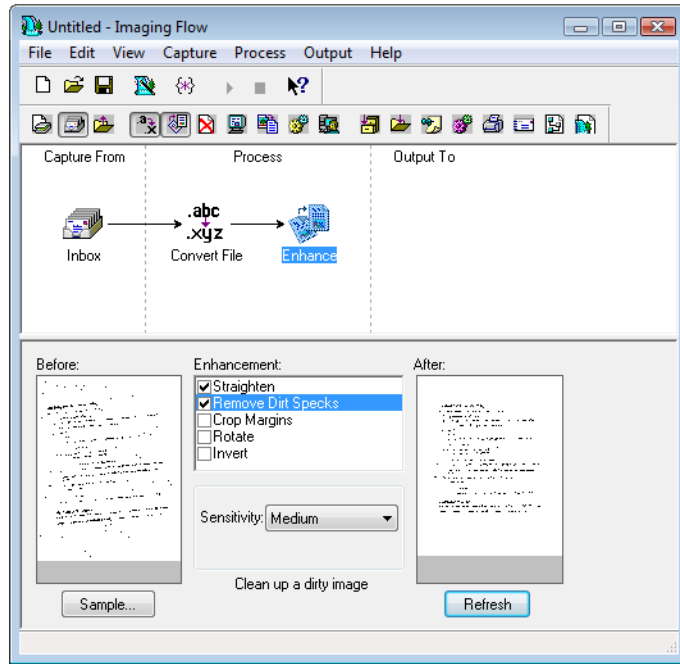 Untitled - Imaging Flow
File Edit View Capture Process Output Help
Capture From Process Output To
.abc
.xyz
Inbox Convert File Enhance
Before: Enhancement: After:
Straighten
Remove Dirt Specks
Crop Margins
Rotate
Invert
Sensitivity: Medium
Clean up a dirty image
Sample... Refresh